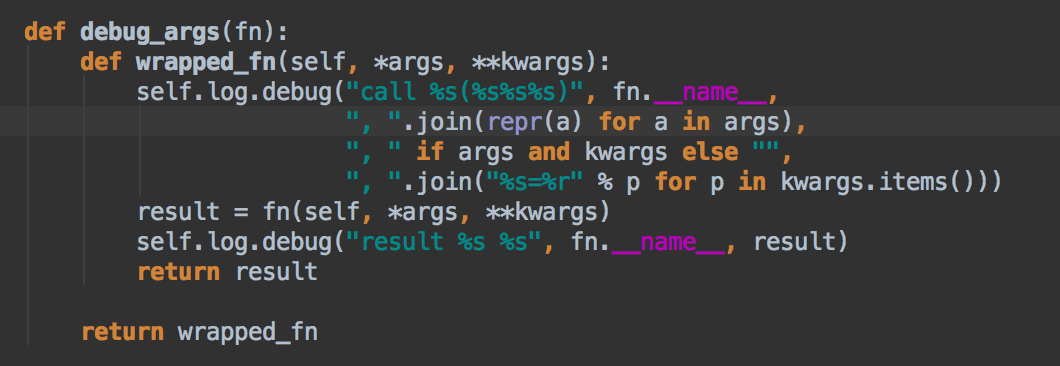 def debug_args(fn):
    def wrapped_fn(self, *args, **kwargs):
        self.log.debug("call %s(%s%s%s)", fn.__name__,
                       ", ".join(repr(a) for a in args),
                       ", " if args and kwargs else "",
                       ", ".join("%s=%r" % p for p in kwargs.items()))
        result = fn(self, *args, **kwargs)
        self.log.debug("result %s %s", fn.__name__, result)
        return result

    return wrapped_fn